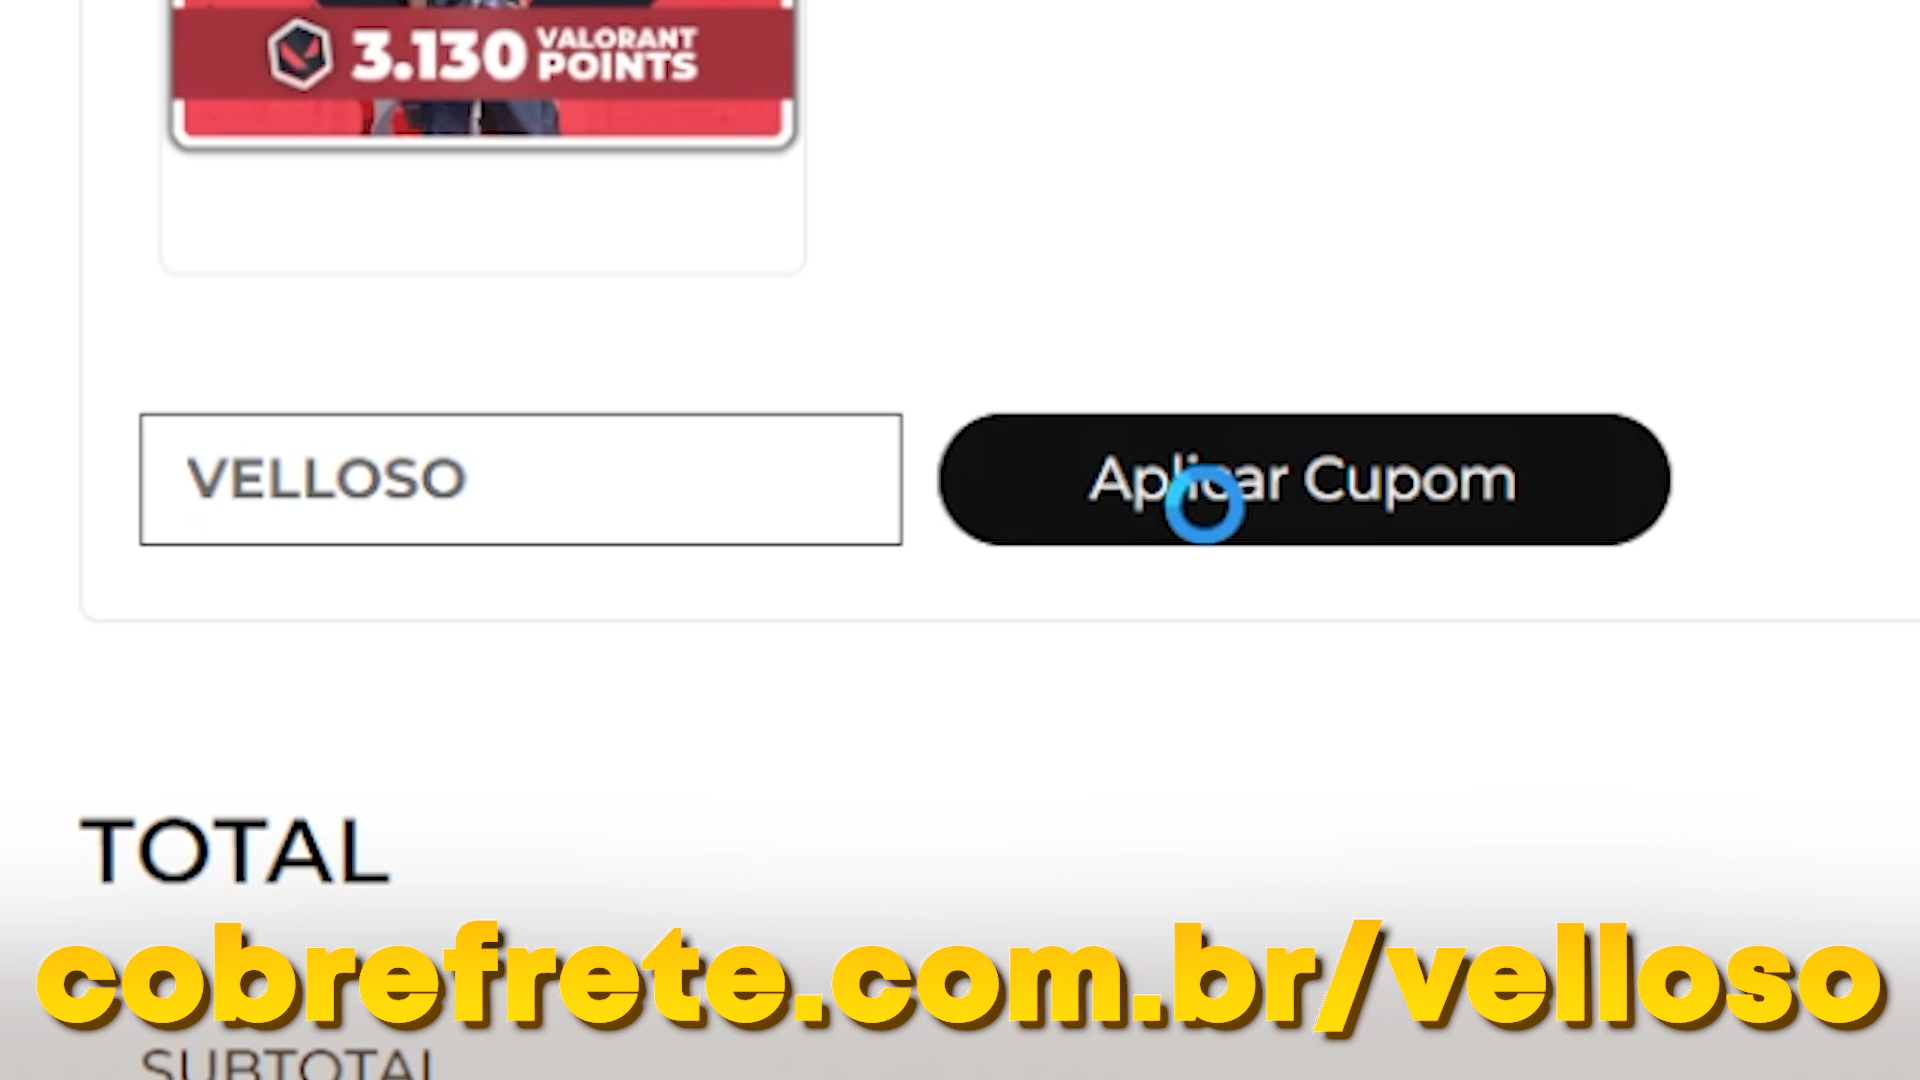 3.130 VALORANT
POINTS
VELLOSO
Aplicar Cupom
TOTAL
cobrefrete.com.br/velloso
SUBTOTAL